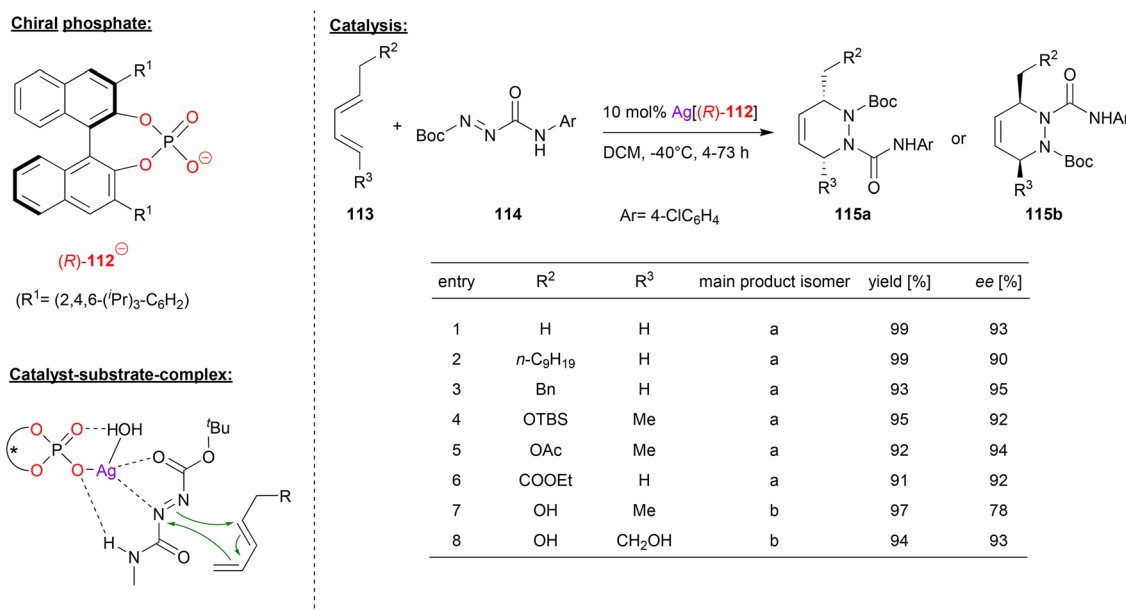 Chiral phosphate:
R¹
O
O
P
O
O
⊖
R¹
(R)-112⊖
(R¹= (2,4,6-(ⁱPr)₃-C₆H₂)
Catalyst-substrate-complex:
*
O
O
P
O
O
HOH
Ag
O
O
ᵗBu
N
N
H
N
O
R
Catalysis:
R²
R³
113
+
Boc
N
N
O
N
H
Ar
114
10 mol% Ag[(R)-112]
DCM, -40°C, 4-73 h
Ar= 4-ClC₆H₄
R²
N
Boc
N
NHAr
O
R³
115a
or
R²
O
N
NHAr
N
Boc
R³
115b
entry R² R³ main product isomer yield [%] ee [%]
1 H H a 99 93
2 n-C₉H₁₉ H a 99 90
3 Bn H a 93 95
4 OTBS Me a 95 92
5 OAc Me a 92 94
6 COOEt H a 91 92
7 OH Me b 97 78
8 OH CH₂OH b 94 93